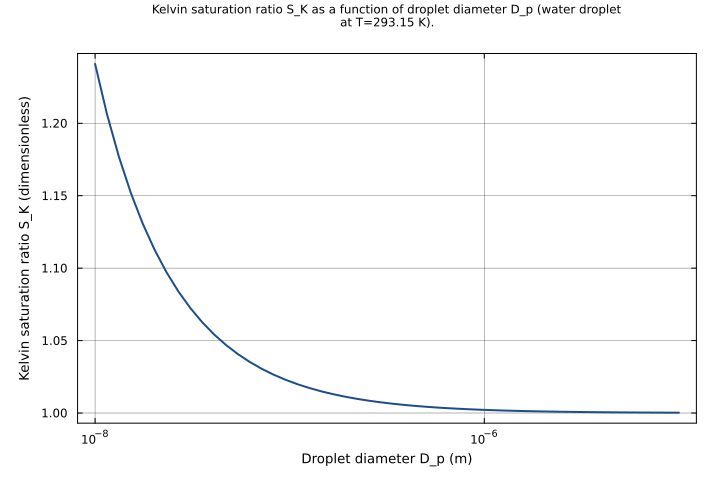 Kelvin saturation ratio S_K as a function of droplet diameter D_p (water droplet
at T=293.15 K).
Kelvin saturation ratio S_K (dimensionless)
1.20
1.15
1.10
1.05
1.00
10⁻⁸
10⁻⁶
Droplet diameter D_p (m)